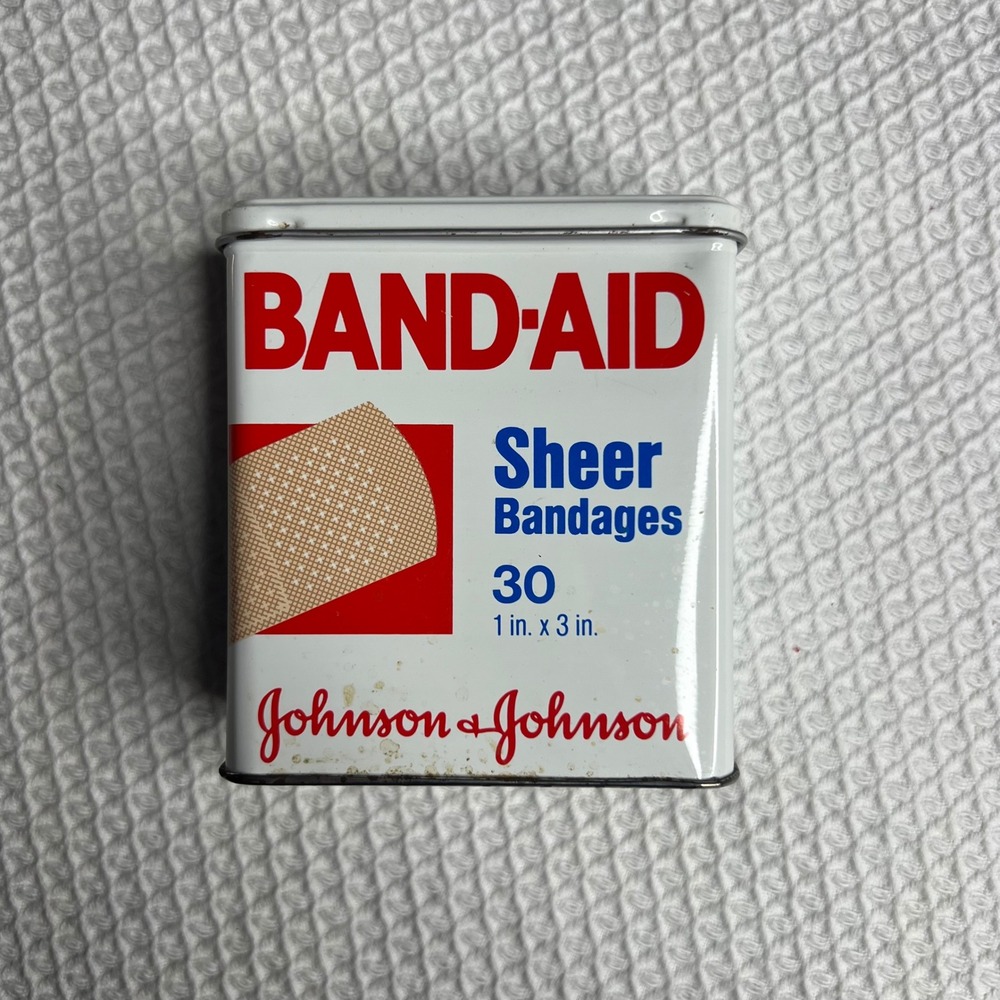 BAND-AID
Sheer
Bandages
30
1 in. x 3 in.
Johnson & Johnson